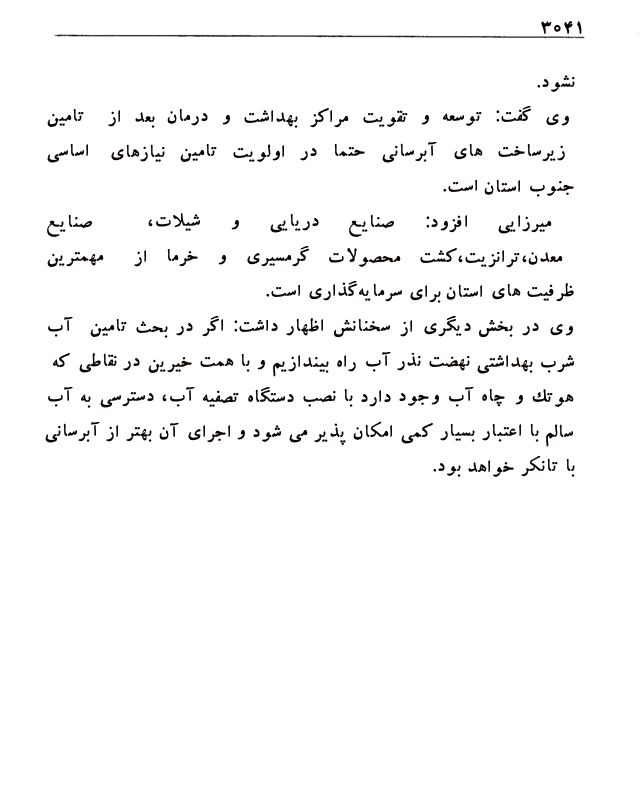 ۳۰۴۱
نشود.
وی گفت: توسعه و تقویت مراکز بهداشت و درمان بعد از تامین
زیرساخت های آبرسانی حتما در اولویت تامین نیازهای اساسی
جنوب استان است.
میرزایی افزود: صنایع دریایی و شیلات، صنایع
معدن،ترانزیت،کشت محصولات گرمسیری و خرما از مهمترین
ظرفیت های استان برای سرمایه‌گذاری است.
وی در بخش دیگری از سخنانش اظهار داشت: اگر در بحث تامین آب
شرب بهداشتی نهضت نذر آب راه بیندازیم و با همت خیرین در نقاطی که
هوتك و چاه آب وجود دارد با نصب دستگاه تصفیه آب، دسترسی به آب
سالم با اعتبار بسیار کمی امکان پذیر می شود و اجرای آن بهتر از آبرسانی
با تانکر خواهد بود.